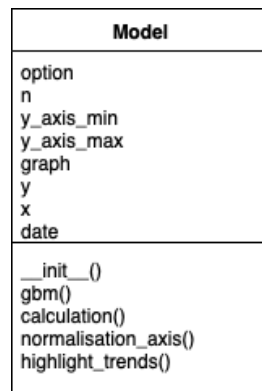 Model
option
n
y_axis_min
y_axis_max
graph
y
x
date
__init__()
gbm()
calculation()
normalisation_axis()
highlight_trends()